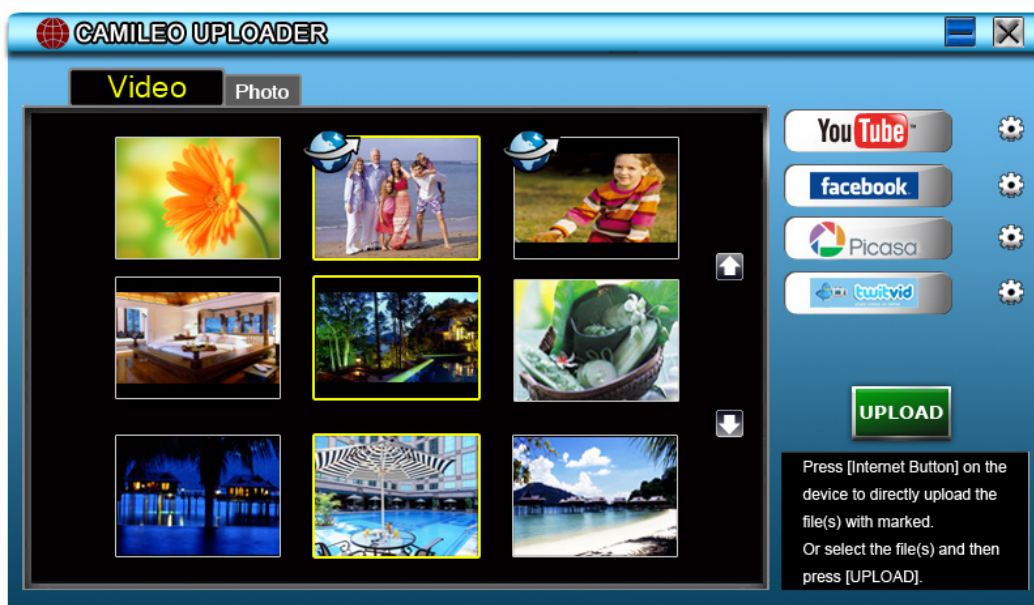 CAMILEO UPLOADER
Video
Photo
YouTube™
facebook
Picasa
twitvid
UPLOAD
Press [Internet Button] on the
device to directly upload the
file(s) with marked.
Or select the file(s) and then
press [UPLOAD].